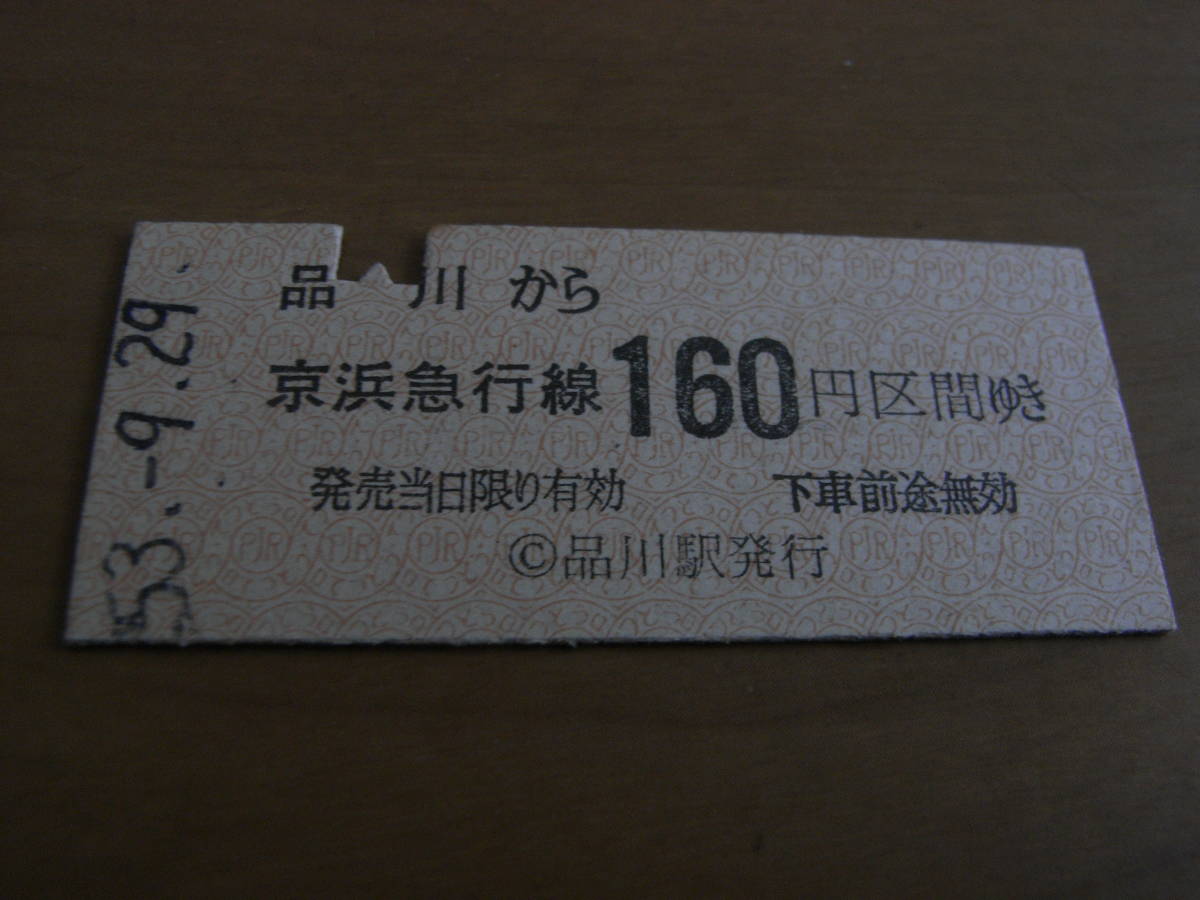 品川から
京浜急行線160円区間ゆき
発売当日限り有効 下車前途無効
©品川駅発行
53.-9.29.